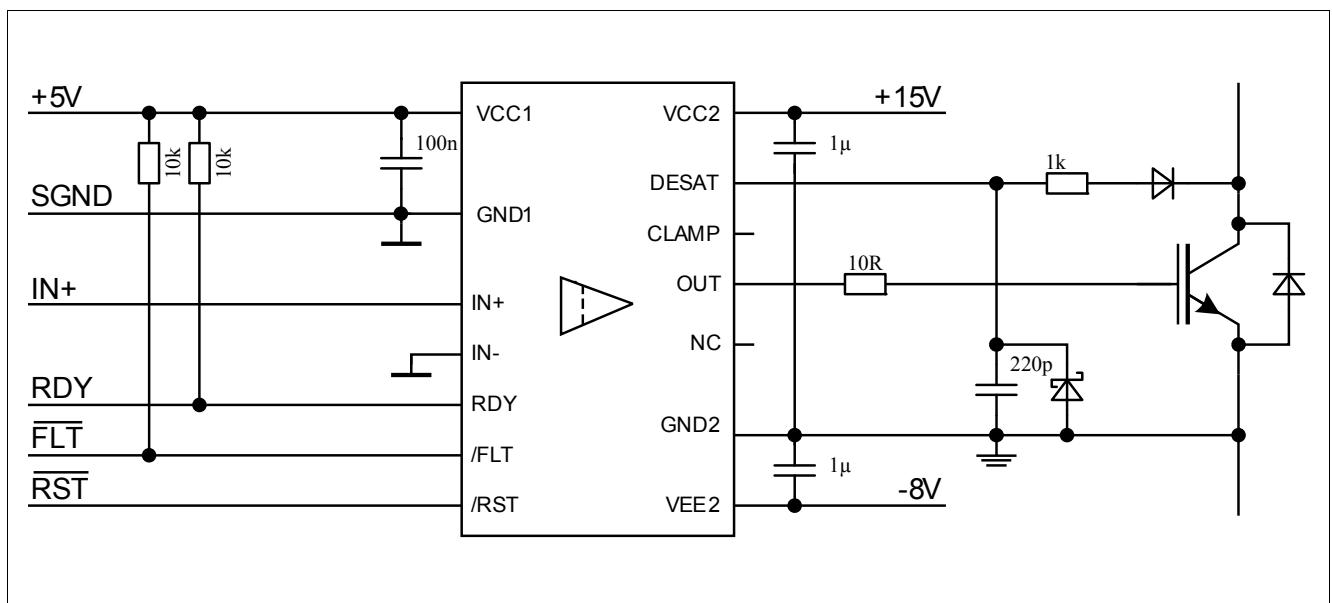 +5V
10k
10k
100n
SGND
IN+
RDY
FLT
RST
VCC1
GND1
IN+
IN-
RDY
/FLT
/RST
VCC2
DESAT
CLAMP
OUT
NC
GND2
VEE2
+15V
1µ
1k
10R
220p
1µ
-8V